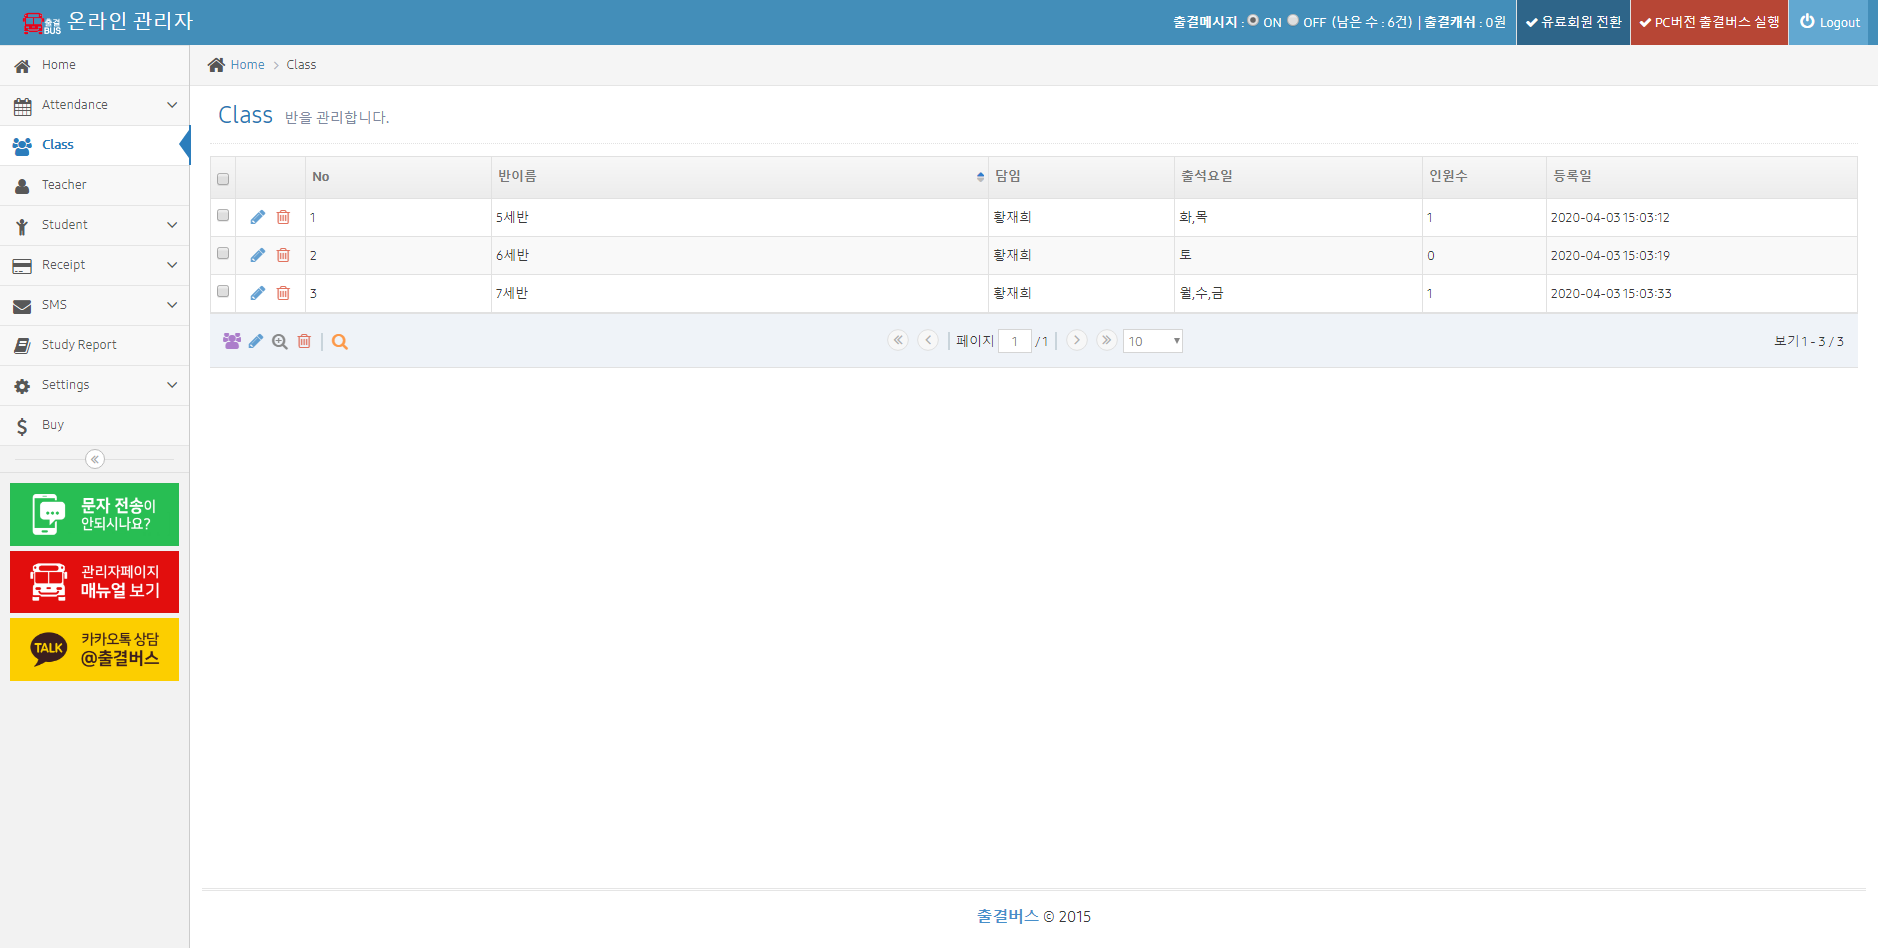 출결 BUS 온라인 관리자
출결메시지 : ON OFF (남은 수 : 6건) | 출결캐쉬 : 0원
유료회원 전환
PC버전 출결버스 실행
Logout
Home
Attendance
Class
Teacher
Student
Receipt
SMS
Study Report
Settings
Buy
문자 전송이
안되시나요?
관리자페이지
매뉴얼 보기
TALK
카카오톡 상담
@출결버스
Home > Class
Class 반을 관리합니다.
No 반이름 담임 출석요일 인원수 등록일
1 5세반 황재희 화,목 1 2020-04-03 15:03:12
2 6세반 황재희 토 0 2020-04-03 15:03:19
3 7세반 황재희 월,수,금 1 2020-04-03 15:03:33
페이지 1 / 1 10
보기 1 - 3 / 3
출결버스 © 2015